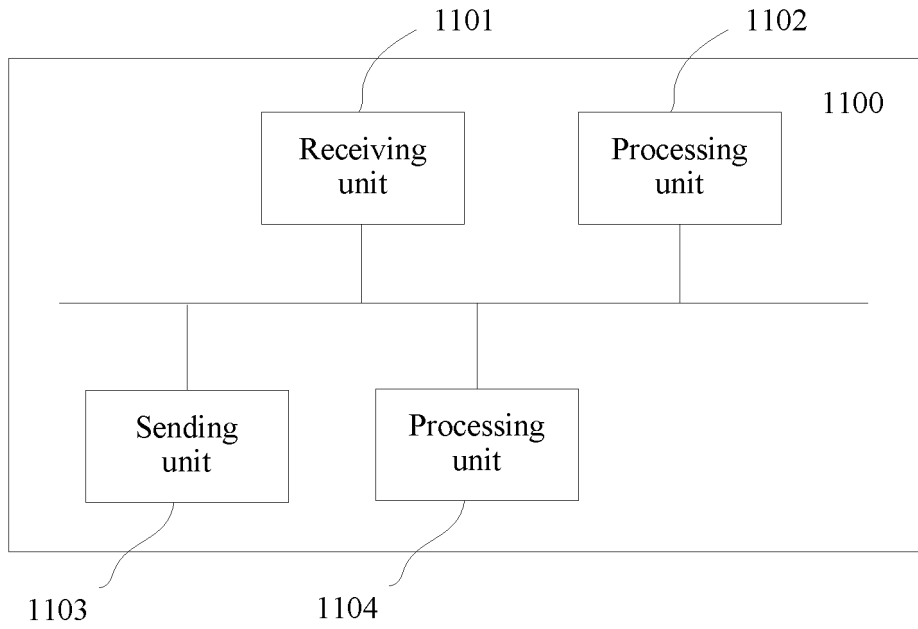 1101
1102
1100
Receiving
unit
Processing
unit
Sending
unit
Processing
unit
1103
1104